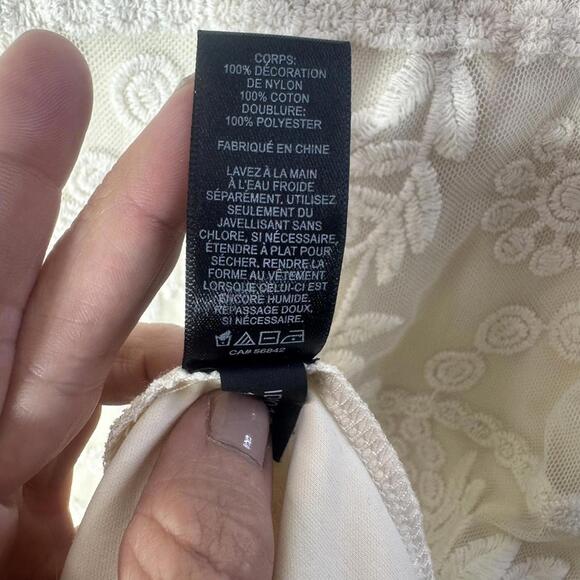 CORPS:
100% DÉCORATION
DE NYLON
100% COTON
DOUBLURE:
100% POLYESTER
FABRIQUÉ EN CHINE
LAVEZ À LA MAIN
À L'EAU FROIDE
SÉPARÉMENT. UTILISEZ
SEULEMENT DU
JAVELLISANT SANS
CHLORE, SI NÉCESSAIRE,
ÉTENDRE À PLAT POUR
SÉCHER. RENDRE LA
FORME AU VÊTEMENT
LORSQUE CELUI-CI EST
ENCORE HUMIDE.
REPASSAGE DOUX,
SI NÉCESSAIRE.
CA# 56842